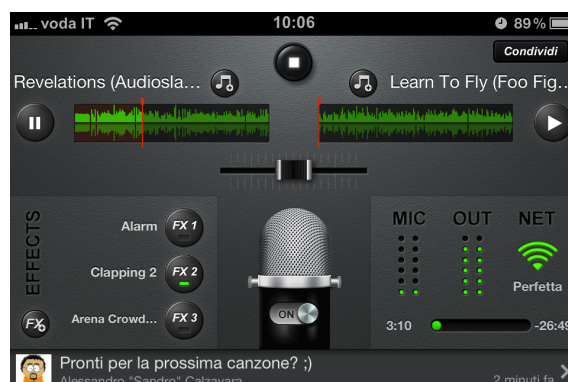 voda IT
10:06
89 %
Condividi
Revelations (Audiosla...
Learn To Fly (Foo Fig..
EFFECTS
Alarm
FX 1
Clapping 2
FX 2
Arena Crowd...
FX 3
FX
ON
MIC
OUT
NET
Perfetta
3:10
-26:49
Pronti per la prossima canzone? ;)
Alessandro "Sandro" Calzavara
2 minuti fa